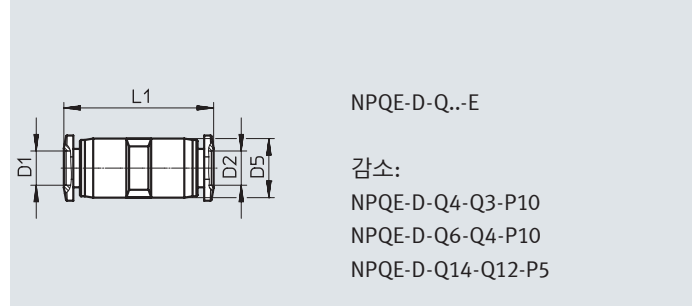 L1
D1
D2
D5
NPQE-D-Q..-E
감소:
NPQE-D-Q4-Q3-P10
NPQE-D-Q6-Q4-P10
NPQE-D-Q14-Q12-P5